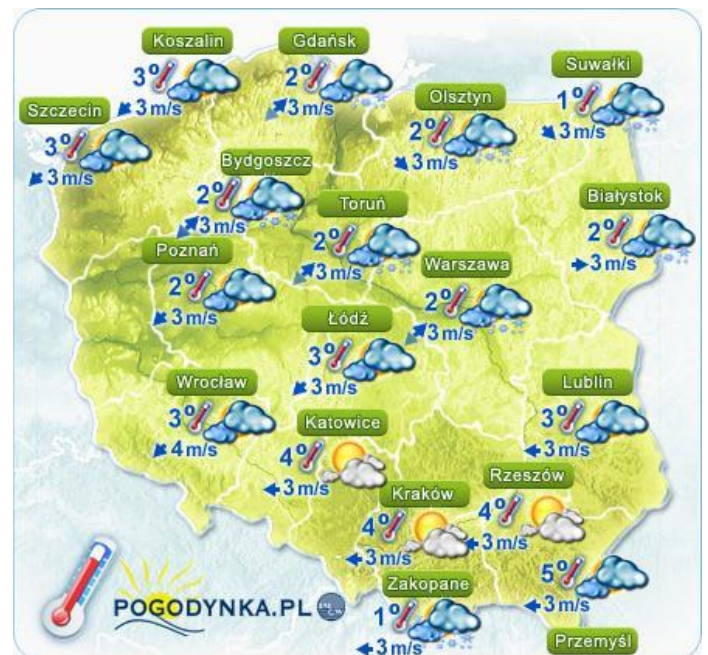 Koszalin
3°
3 m/s
Gdańsk
2°
3 m/s
Suwałki
1°
3 m/s
Szczecin
3°
3 m/s
Olsztyn
2°
3 m/s
Bydgoszcz
2°
3 m/s
Toruń
2°
3 m/s
Białystok
2°
3 m/s
Poznań
2°
3 m/s
Warszawa
2°
3 m/s
Łódź
3°
3 m/s
Wrocław
3°
4 m/s
Katowice
4°
3 m/s
Lublin
3°
3 m/s
Kraków
4°
3 m/s
Rzeszów
4°
3 m/s
Zakopane
1°
3 m/s
5°
3 m/s
Przemyśl
POGODYNKA.PL